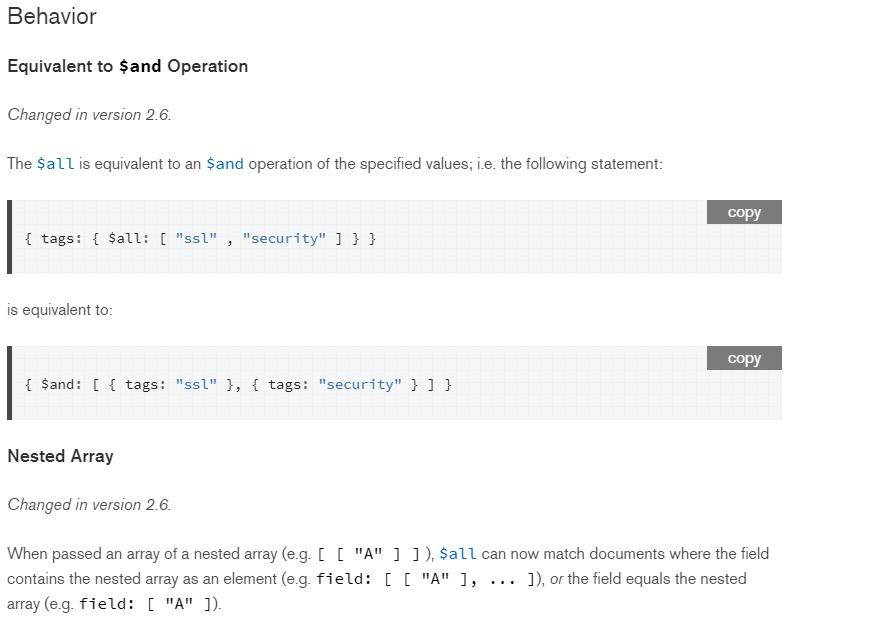 Behavior
Equivalent to $and Operation
Changed in version 2.6.
The $all is equivalent to an $and operation of the specified values; i.e. the following statement:
copy
{ tags: { $all: [ "ssl" , "security" ] } }
is equivalent to:
copy
{ $and: [ { tags: "ssl" }, { tags: "security" } ] }
Nested Array
Changed in version 2.6.
When passed an array of a nested array (e.g. [ [ "A" ] ] ), $all can now match documents where the field
contains the nested array as an element (e.g. field: [ [ "A" ], ... ]), or the field equals the nested
array (e.g. field: [ "A" ]).